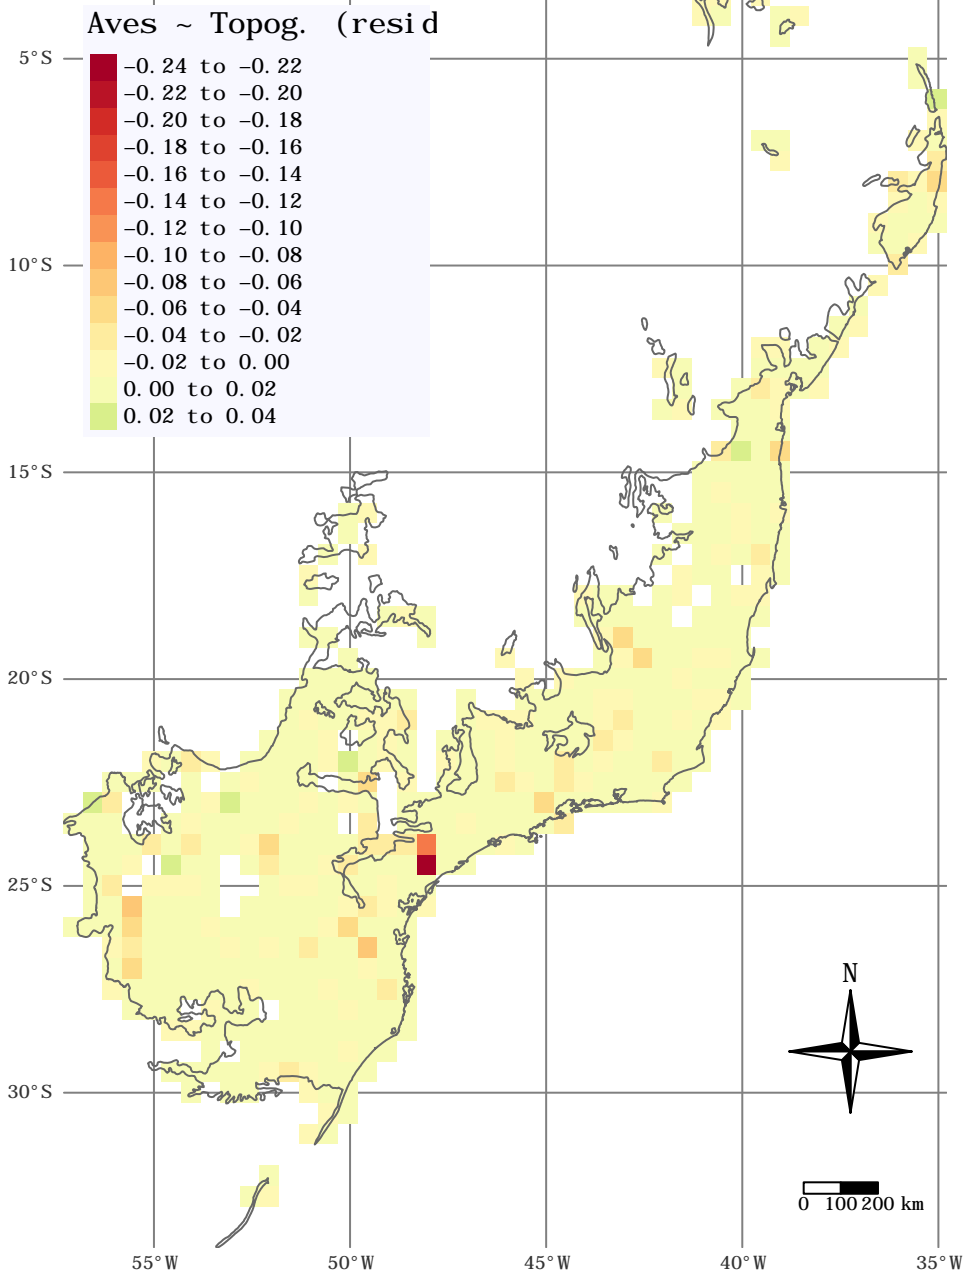 Aves ~ Topog. (resid
5°S
−0.24 to −0.22
−0.22 to −0.20
−0.20 to −0.18
−0.18 to −0.16
−0.16 to −0.14
−0.14 to −0.12
−0.12 to −0.10
−0.10 to −0.08
−0.08 to −0.06
−0.06 to −0.04
−0.04 to −0.02
−0.02 to 0.00
0.00 to 0.02
0.02 to 0.04
10°S
15°S
20°S
25°S
30°S
N
0 100 200 km
55°W 50°W 45°W 40°W 35°W